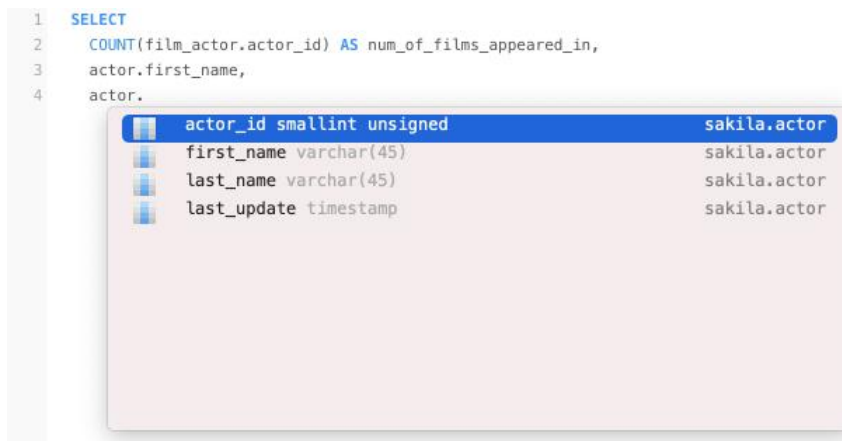 1 SELECT
2 COUNT(film_actor.actor_id) AS num_of_films_appeared_in,
3 actor.first_name,
4 actor.
actor_id smallint unsigned sakila.actor
first_name varchar(45) sakila.actor
last_name varchar(45) sakila.actor
last_update timestamp sakila.actor